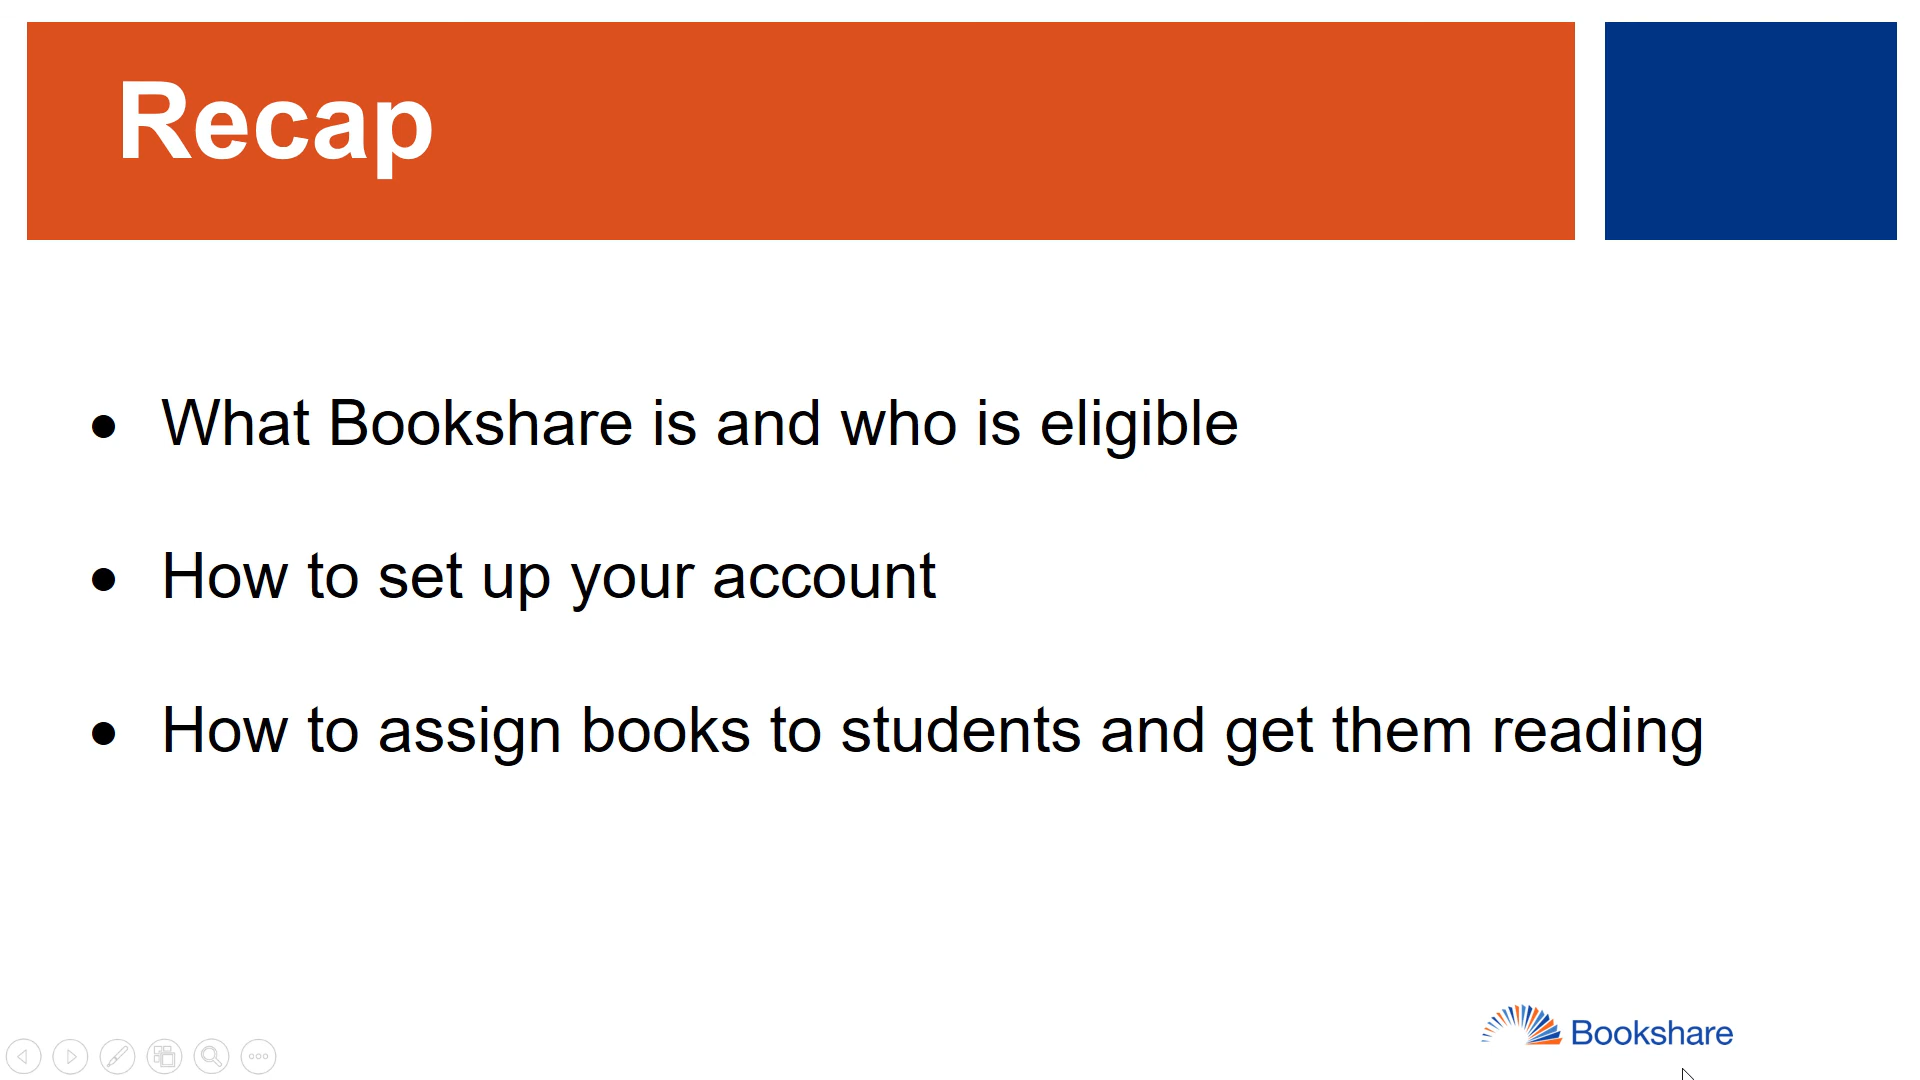 Recap
● What Bookshare is and who is eligible
● How to set up your account
● How to assign books to students and get them reading
Bookshare